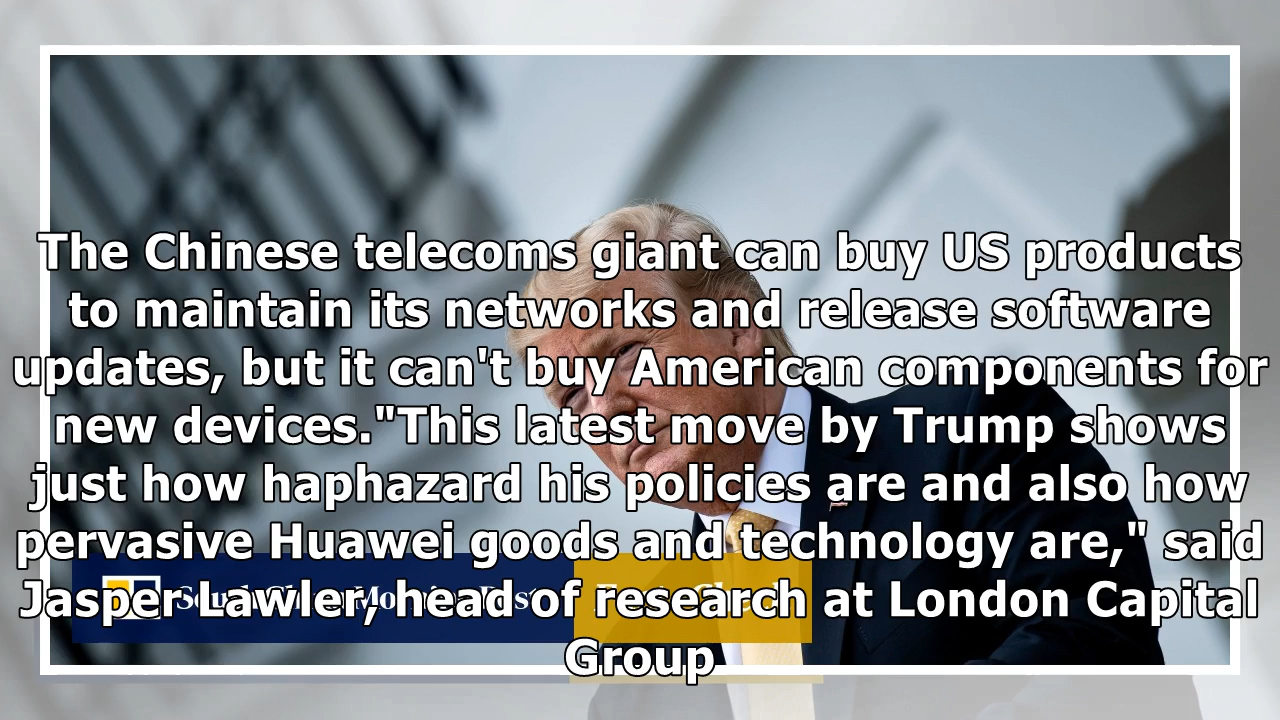 The Chinese telecoms giant can buy US products
to maintain its networks and release software
updates, but it can't buy American components for
new devices."This latest move by Trump shows
just how haphazard his policies are and also how
pervasive Huawei goods and technology are," said
Jasper Lawler, head of research at London Capital
Group